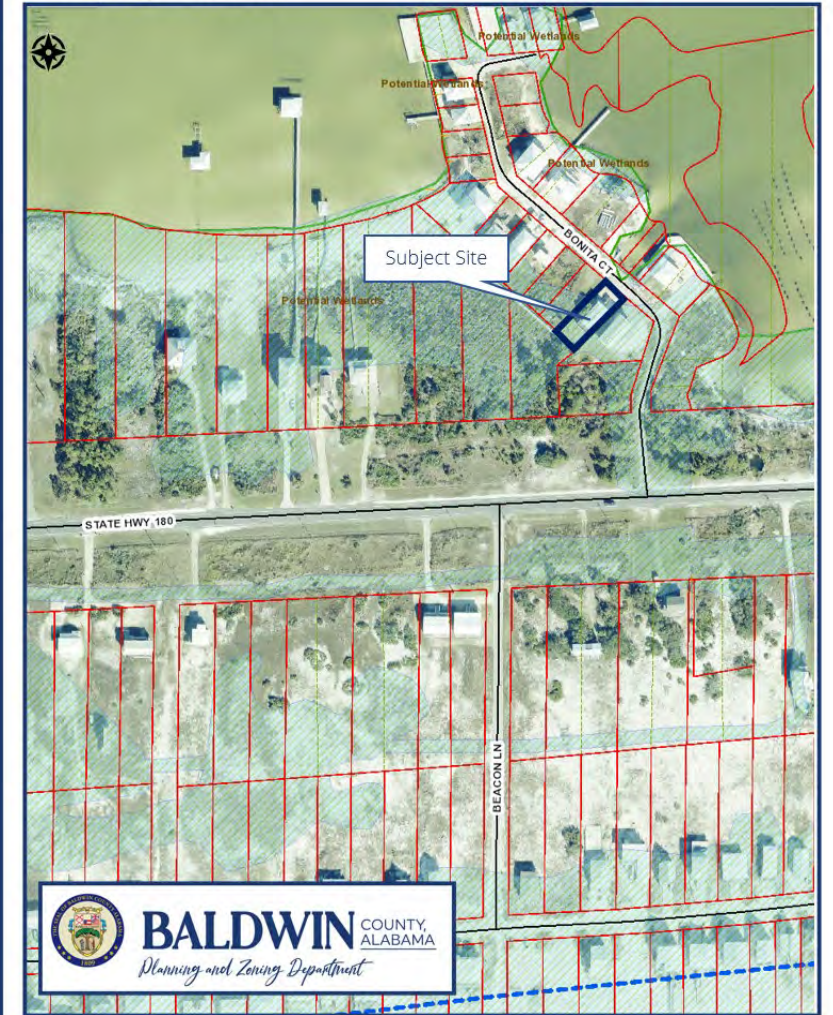 Potential Wetlands
Potential Wetlands
Potential Wetlands
BONITA CT
Subject Site
Potential Wetlands
STATE HWY 180
BEACON LN
BALDWIN COUNTY, ALABAMA
Planning and Zoning Department